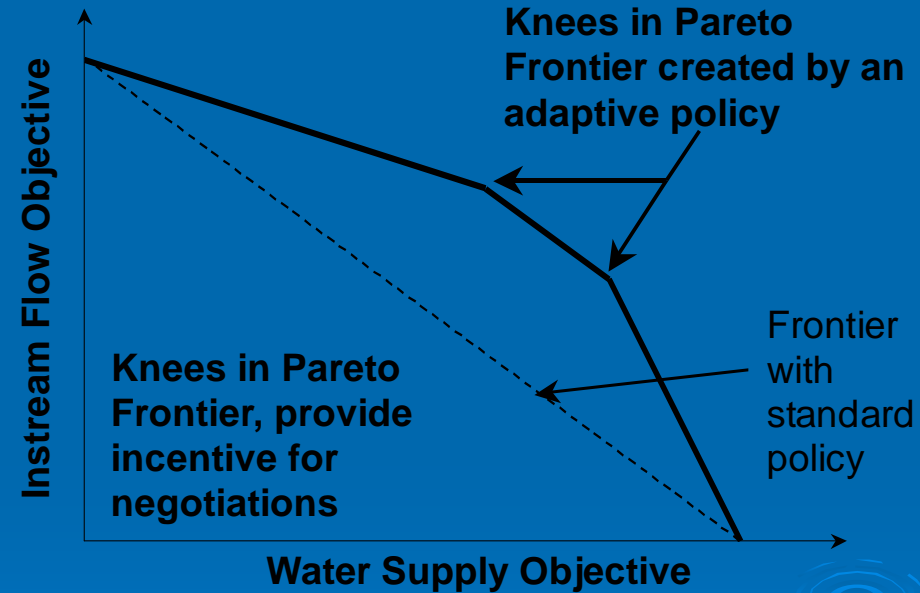 Knees in Pareto
Frontier created by an
adaptive policy
Instream Flow Objective
Frontier
with
standard
policy
Knees in Pareto
Frontier, provide
incentive for
negotiations
Water Supply Objective